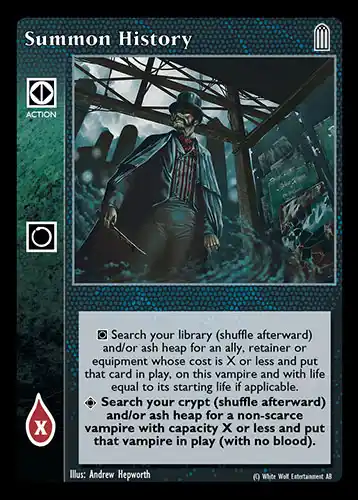 Summon History
ACTION
Search your library (shuffle afterward)
and/or ash heap for an ally, retainer or
equipment whose cost is X or less and put
that card in play, on this vampire and with life
equal to its starting life if applicable.
Search your crypt (shuffle afterward)
and/or ash heap for a non-scarce
vampire with capacity X or less and put
that vampire in play (with no blood).
X
Illus: Andrew Hepworth
(C) White Wolf Entertainment AB